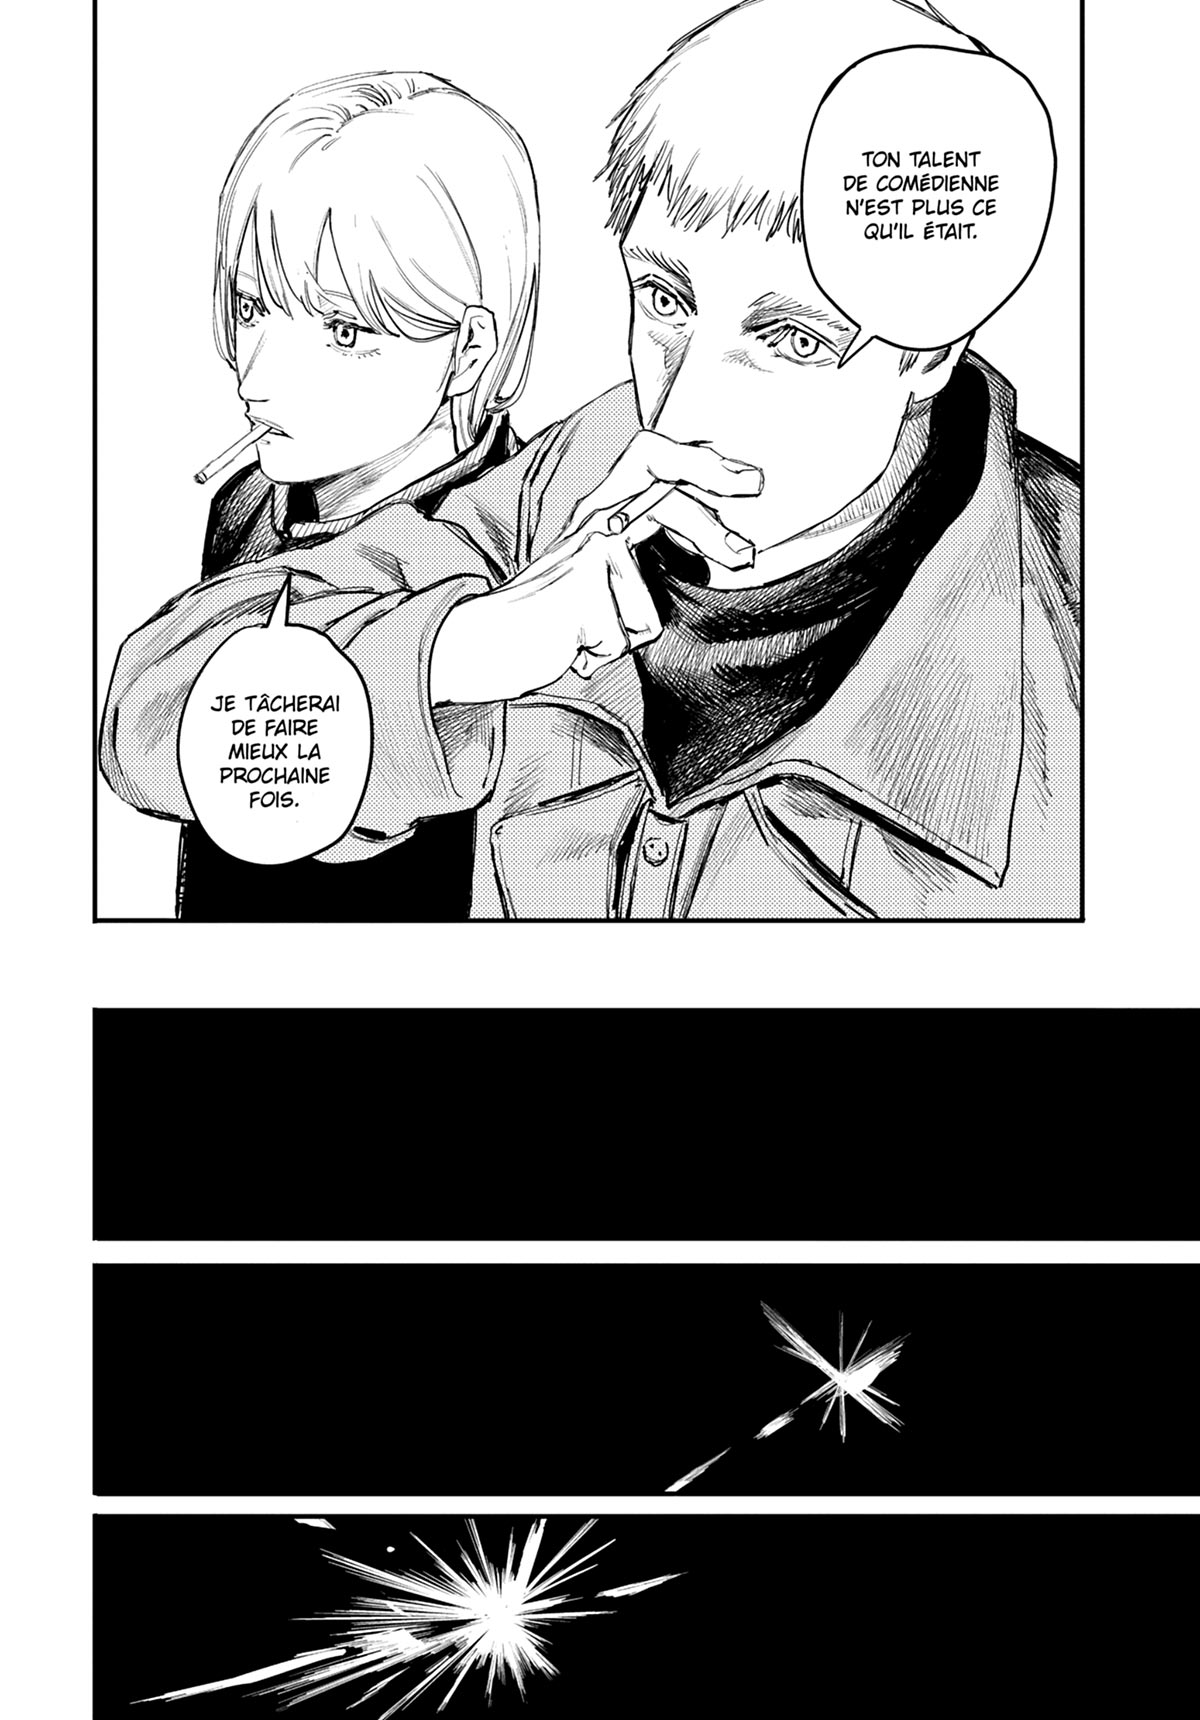 TON TALENT
DE COMÉDIENNE
N'EST PLUS CE
QU'IL ÉTAIT.
JE TÂCHERAI
DE FAIRE
MIEUX LA
PROCHAINE
FOIS.